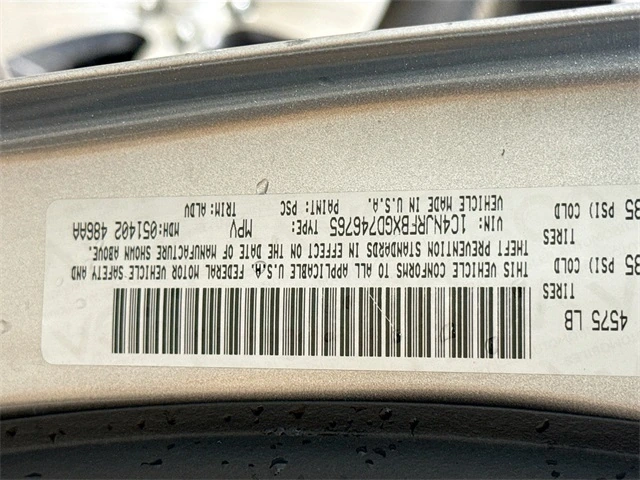 4575 LB
TIRES
35 PSI) COLD
TIRES
35 PSI) COLD
THIS VEHICLE CONFORMS TO ALL APPLICABLE U.S.A. FEDERAL MOTOR VEHICLE SAFETY AND
THEFT PREVENTION STANDARDS IN EFFECT ON THE DATE OF MANUFACTURE SHOWN ABOVE.
VIN: 1C4NJRFBXGD746765 TYPE: MPV MDH:051402 486AA
VEHICLE MADE IN U.S.A. PAINT: PSC TRIM: ALDV